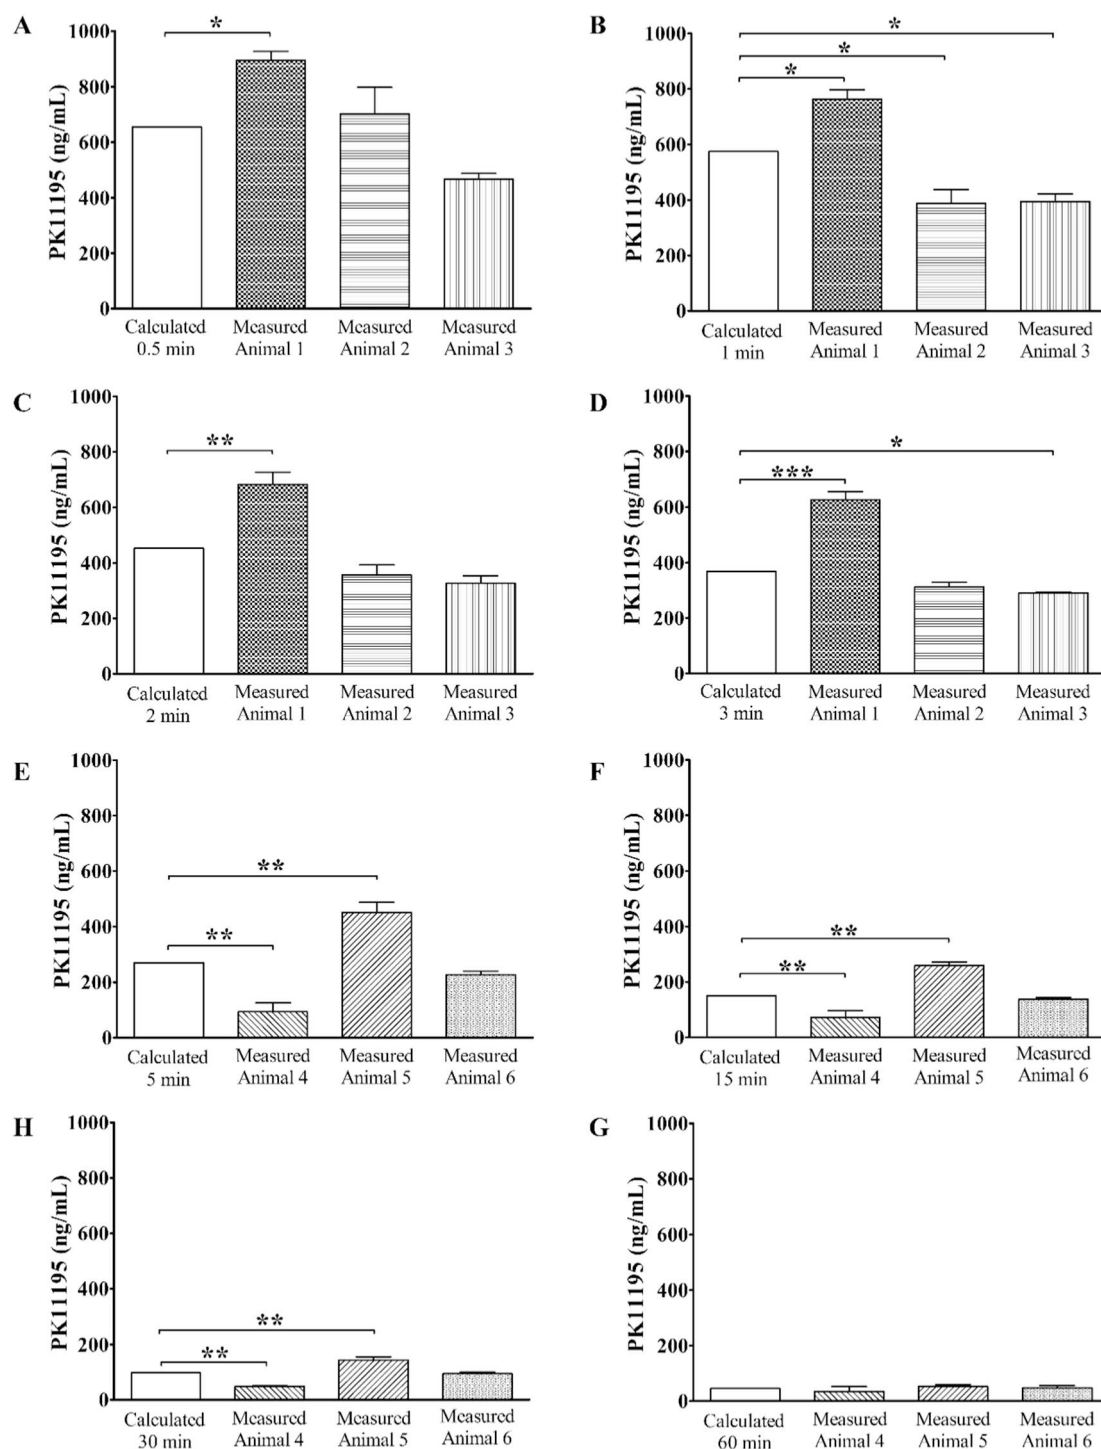 A
PK11195 (ng/mL)
1000
800
600
400
200
0
*
Calculated 0.5 min
Measured Animal 1
Measured Animal 2
Measured Animal 3
B
PK11195 (ng/mL)
1000
800
600
400
200
0
*
*
*
Calculated 1 min
Measured Animal 1
Measured Animal 2
Measured Animal 3
C
PK11195 (ng/mL)
1000
800
600
400
200
0
**
Calculated 2 min
Measured Animal 1
Measured Animal 2
Measured Animal 3
D
PK11195 (ng/mL)
1000
800
600
400
200
0
*
***
Calculated 3 min
Measured Animal 1
Measured Animal 2
Measured Animal 3
E
PK11195 (ng/mL)
1000
800
600
400
200
0
**
**
Calculated 5 min
Measured Animal 4
Measured Animal 5
Measured Animal 6
F
PK11195 (ng/mL)
1000
800
600
400
200
0
**
**
Calculated 15 min
Measured Animal 4
Measured Animal 5
Measured Animal 6
H
PK11195 (ng/mL)
1000
800
600
400
200
0
**
**
Calculated 30 min
Measured Animal 4
Measured Animal 5
Measured Animal 6
G
PK11195 (ng/mL)
1000
800
600
400
200
0
Calculated 60 min
Measured Animal 4
Measured Animal 5
Measured Animal 6